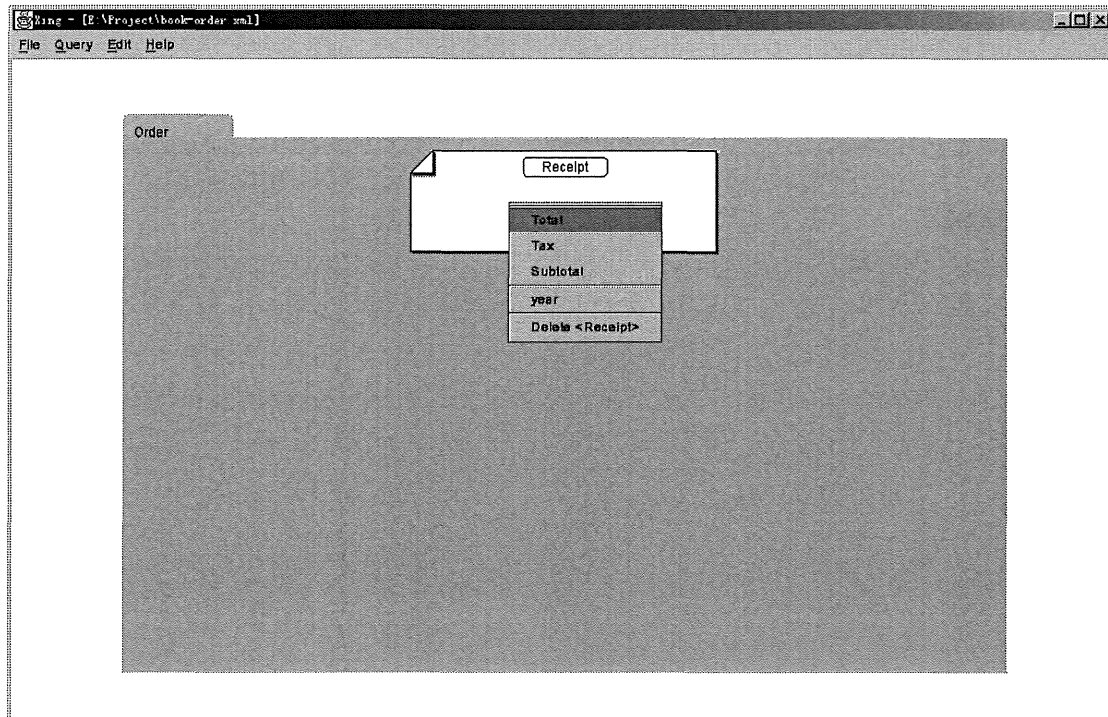 Xing - [E:\Project\book-order xml]
File Query Edit Help
Order
Receipt
Total
Tax
Subtotal
year
Delete <Receipt>